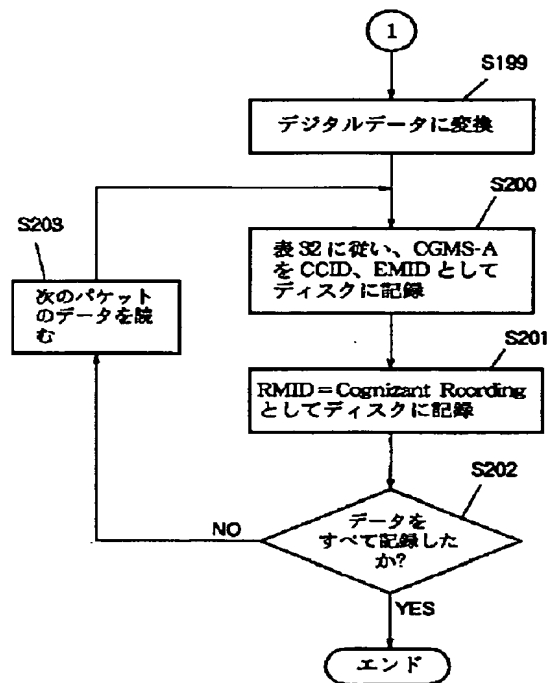 1
S199
デジタルデータに変換
S200
表32に従い、CGMS-A
をCCID、EMIDとして
ディスクに記録
S203
次のパケット
のデータを読
む
S201
RMID=Cognizant Rcording
としてディスクに記録
S202
データを
すべて記録した
か?
NO
YES
エンド